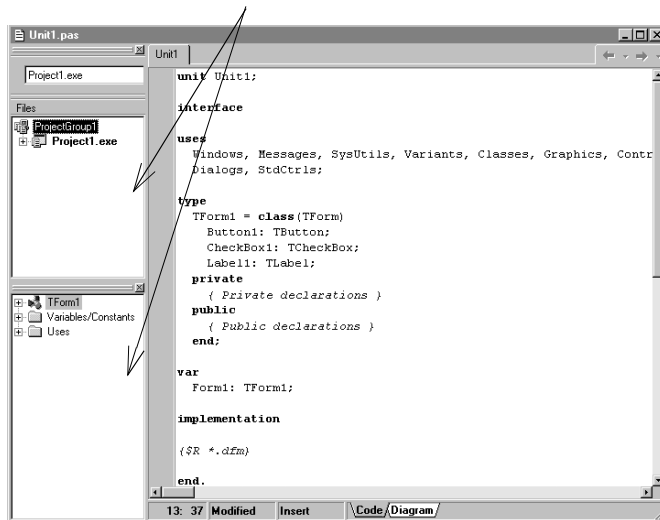 Unit1.pas
Project1.exe
Files
ProjectGroup1
Project1.exe
TForm1
Variables/Constants
Uses
Unit1
unit Unit1;
interface
uses
Windows, Messages, SysUtils, Variants, Classes, Graphics, Contr
Dialogs, StdCtrls;
type
TForm1 = class(TForm)
Button1: TButton;
CheckBox1: TCheckBox;
Label1: TLabel;
private
{ Private declarations }
public
{ Public declarations }
end;
var
Form1: TForm1;
implementation
{$R *.dfm}
end.
13: 37 Modified Insert Code Diagram